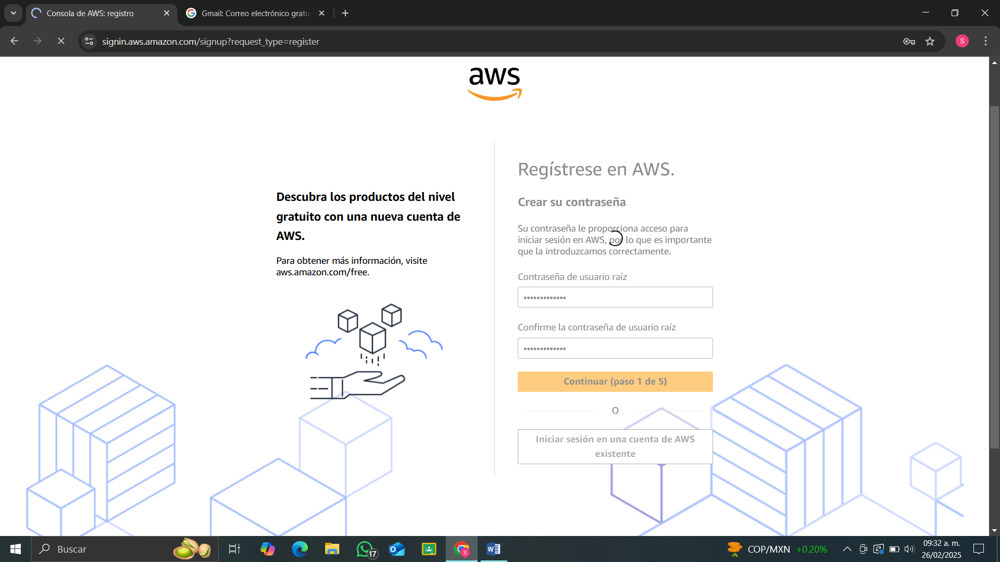 Consola de AWS: registro
Gmail: Correo electrónico gratu
signin.aws.amazon.com/signup?request_type=register
S
aws
Descubra los productos del nivel
gratuito con una nueva cuenta de
AWS.
Para obtener más información, visite
aws.amazon.com/free.
Regístrese en AWS.
Crear su contraseña
Su contraseña le proporciona acceso para
iniciar sesión en AWS, por lo que es importante
que la introduzcamos correctamente.
Contraseña de usuario raíz
•••••••••••••
Confirme la contraseña de usuario raíz
•••••••••••••
Continuar (paso 1 de 5)
O
Iniciar sesión en una cuenta de AWS
existente
Buscar
17
COP/MXN +0.20%
09:32 a. m.
26/02/2025